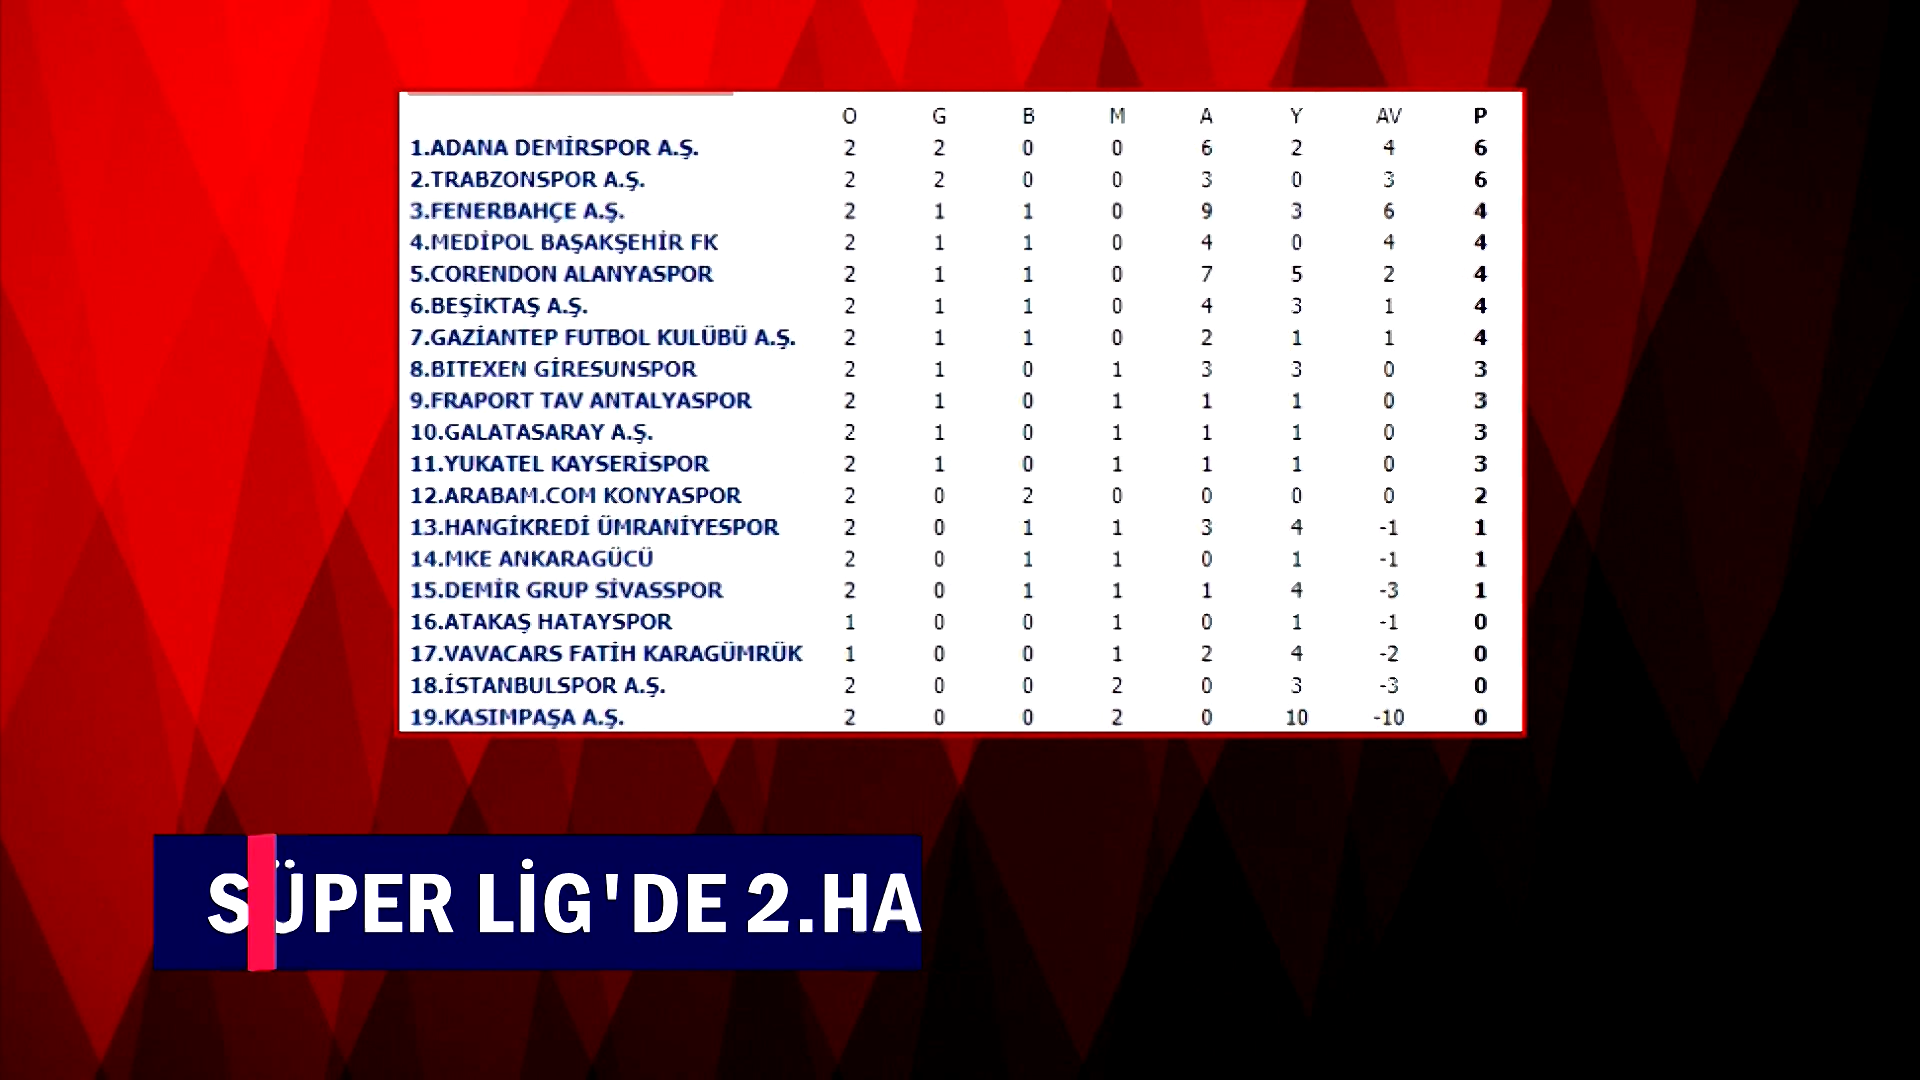 O G B M A Y AV P
1.ADANA DEMİRSPOR A.Ş. 2 2 0 0 6 2 4 6
2.TRABZONSPOR A.Ş. 2 2 0 0 3 0 3 6
3.FENERBAHÇE A.Ş. 2 1 1 0 9 3 6 4
4.MEDİPOL BAŞAKŞEHİR FK 2 1 1 0 4 0 4 4
5.CORENDON ALANYASPOR 2 1 1 0 7 5 2 4
6.BEŞİKTAŞ A.Ş. 2 1 1 0 4 3 1 4
7.GAZİANTEP FUTBOL KULÜBÜ A.Ş. 2 1 1 0 2 1 1 4
8.BITEXEN GİRESUNSPOR 2 1 0 1 3 3 0 3
9.FRAPORT TAV ANTALYASPOR 2 1 0 1 1 1 0 3
10.GALATASARAY A.Ş. 2 1 0 1 1 1 0 3
11.YUKATEL KAYSERİSPOR 2 1 0 1 1 1 0 3
12.ARABAM.COM KONYASPOR 2 0 2 0 0 0 0 2
13.HANGİKREDİ ÜMRANİYESPOR 2 0 1 1 3 4 -1 1
14.MKE ANKARAGÜCÜ 2 0 1 1 0 1 -1 1
15.DEMİR GRUP SİVASSPOR 2 0 1 1 1 4 -3 1
16.ATAKAŞ HATAYSPOR 1 0 0 1 0 1 -1 0
17.VAVACARS FATİH KARAGÜMRÜK 1 0 0 1 2 4 -2 0
18.İSTANBULSPOR A.Ş. 2 0 0 2 0 3 -3 0
19.KASIMPAŞA A.Ş. 2 0 0 2 0 10 -10 0
SÜPER LİG'DE 2.HA